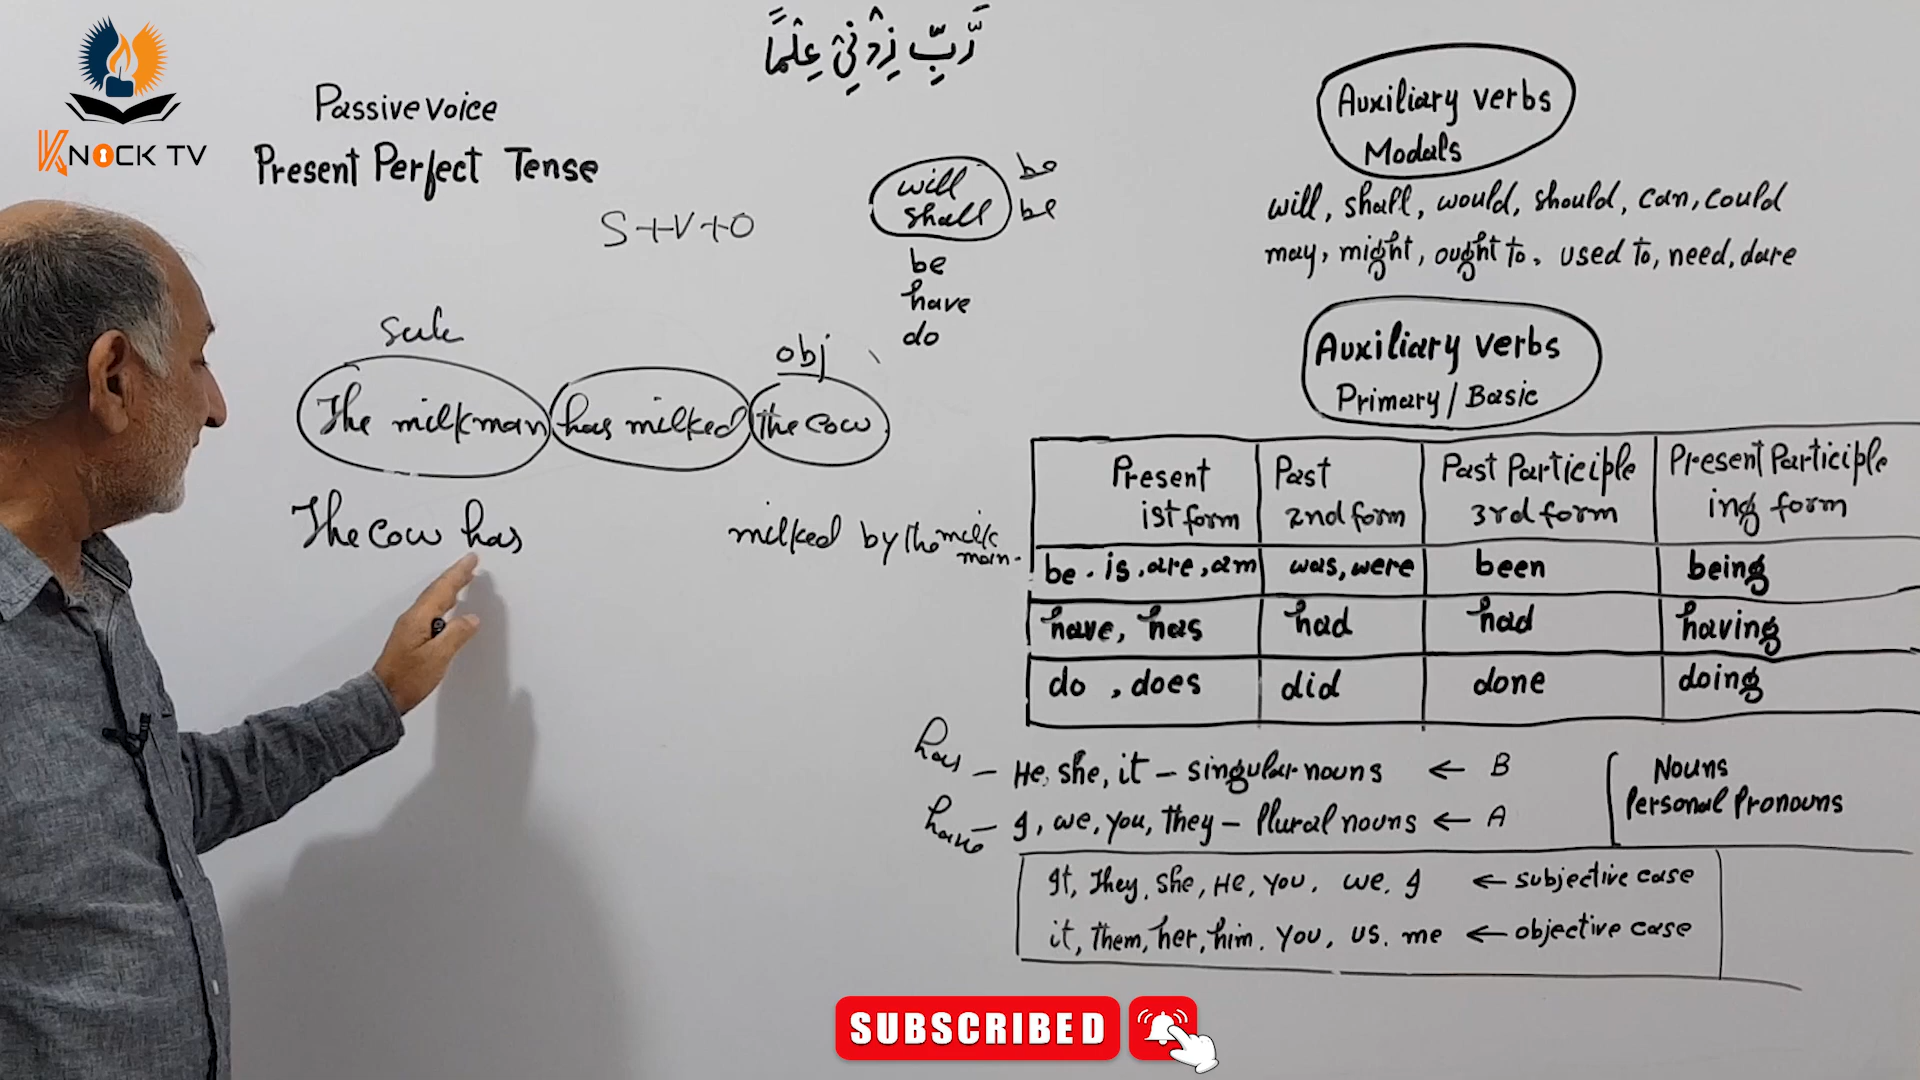 رَّبِّ زِدْنِيْ عِلْمًا
KNOCK TV
Passive Voice
Present Perfect Tense
S+V+O
will be
shall be
be
have
do
obj
The milkman has milked the cow
The cow has milked by the milk
man.
Auxiliary verbs
Modals
will, shall, would, should, can, could
may, might, ought to, used to, need, dare
Auxiliary verbs
Primary / Basic
Present Past Past Participle Present Participle
1st form 2nd form 3rd form ing form
be . is, are, am was, were been being
have, has had had having
do , does did done doing
has – He, she, it – singular nouns ← B
have – I, we, you, they – Plural nouns ← A
Nouns
Personal Pronouns
It, They, She, He, You, we, I ← subjective case
it, them, her, him, You, us, me ← objective case
SUBSCRIBED